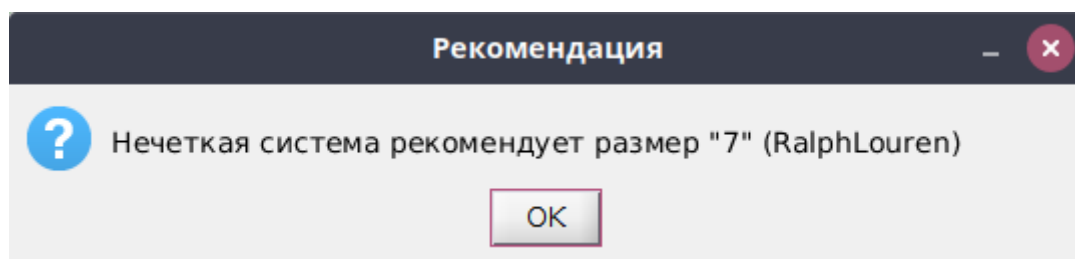 Рекомендация
Нечеткая система рекомендует размер "7" (RalphLouren)
OK